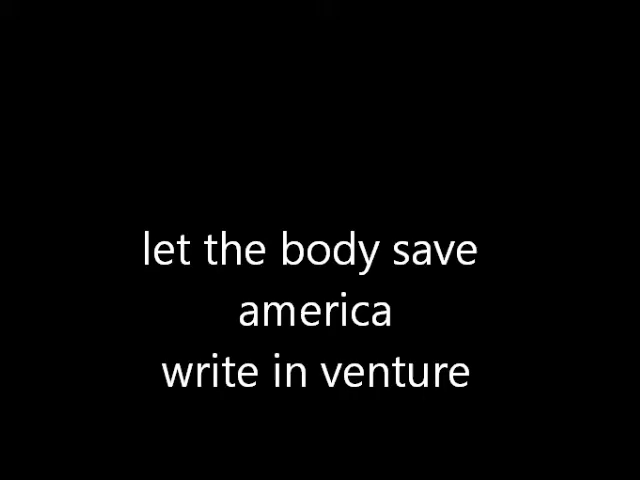 let the body save
america
write in venture